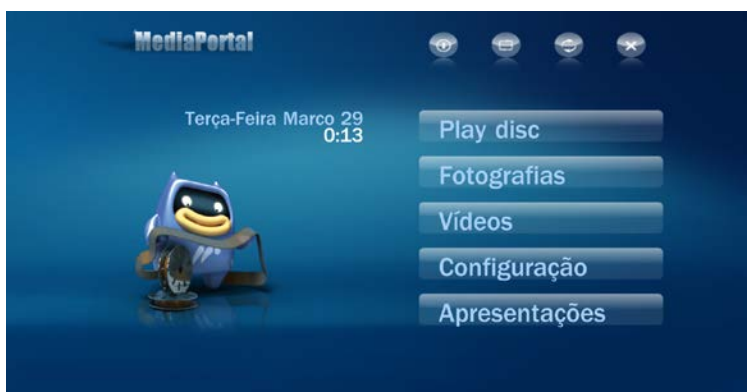 MediaPortal
Terça-Feira Marco 29
0:13
Play disc
Fotografias
Vídeos
Configuração
Apresentações